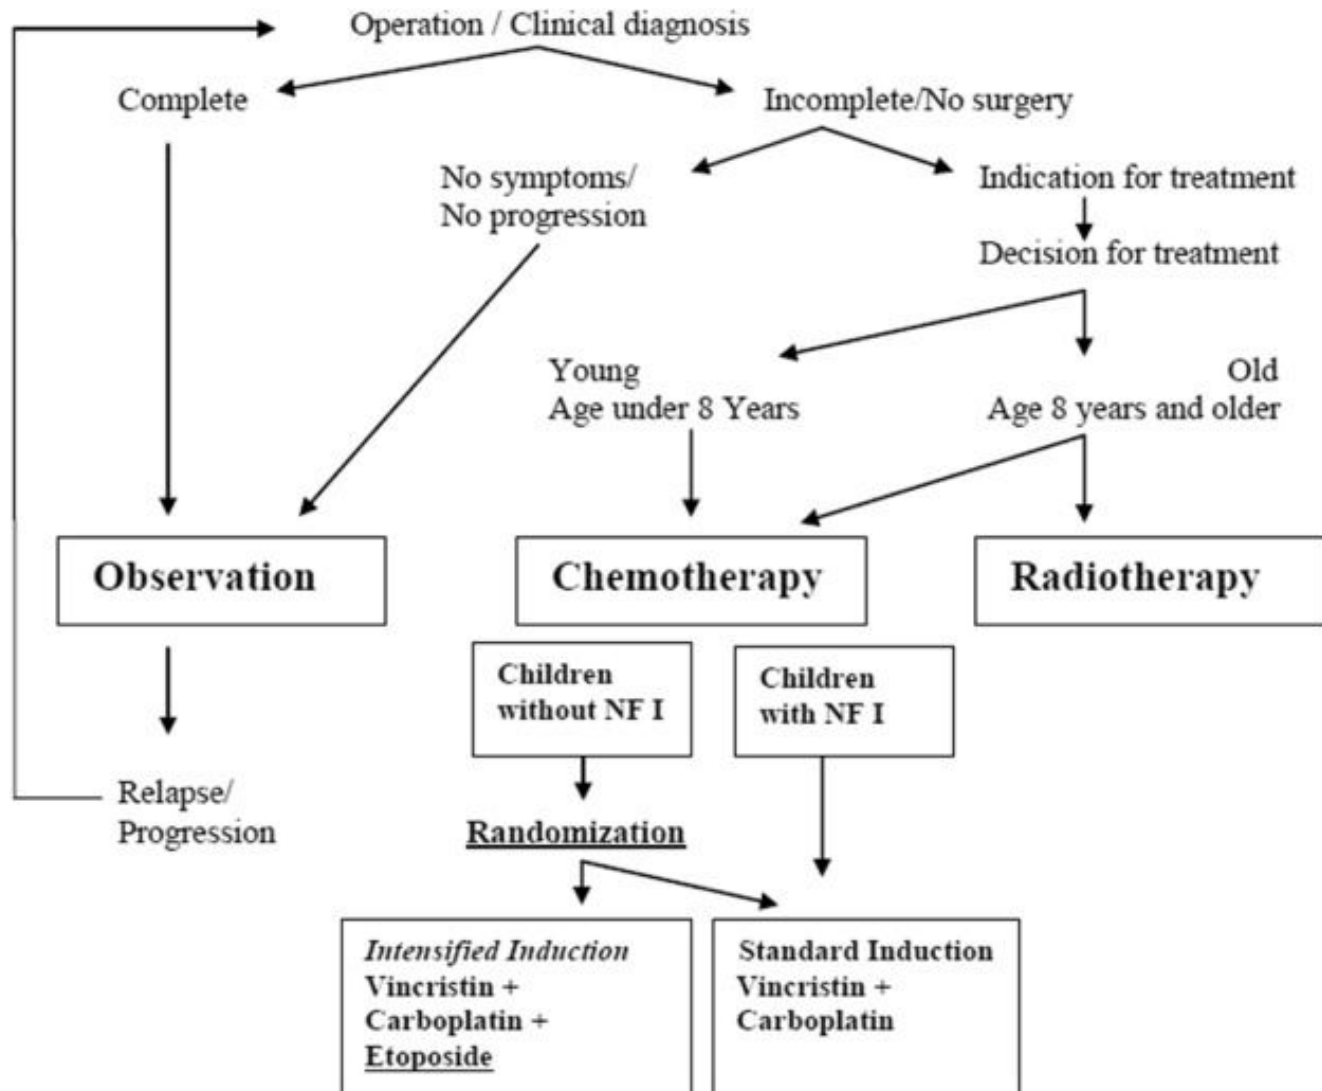 Operation / Clinical diagnosis
Complete
Incomplete/No surgery
No symptoms/
No progression
Indication for treatment
Decision for treatment
Young
Age under 8 Years
Old
Age 8 years and older
Observation
Chemotherapy
Radiotherapy
Children
without NF I
Children
with NF I
Relapse/
Progression
Randomization
Intensified Induction
Vincristin +
Carboplatin +
Etoposide
Standard Induction
Vincristin +
Carboplatin